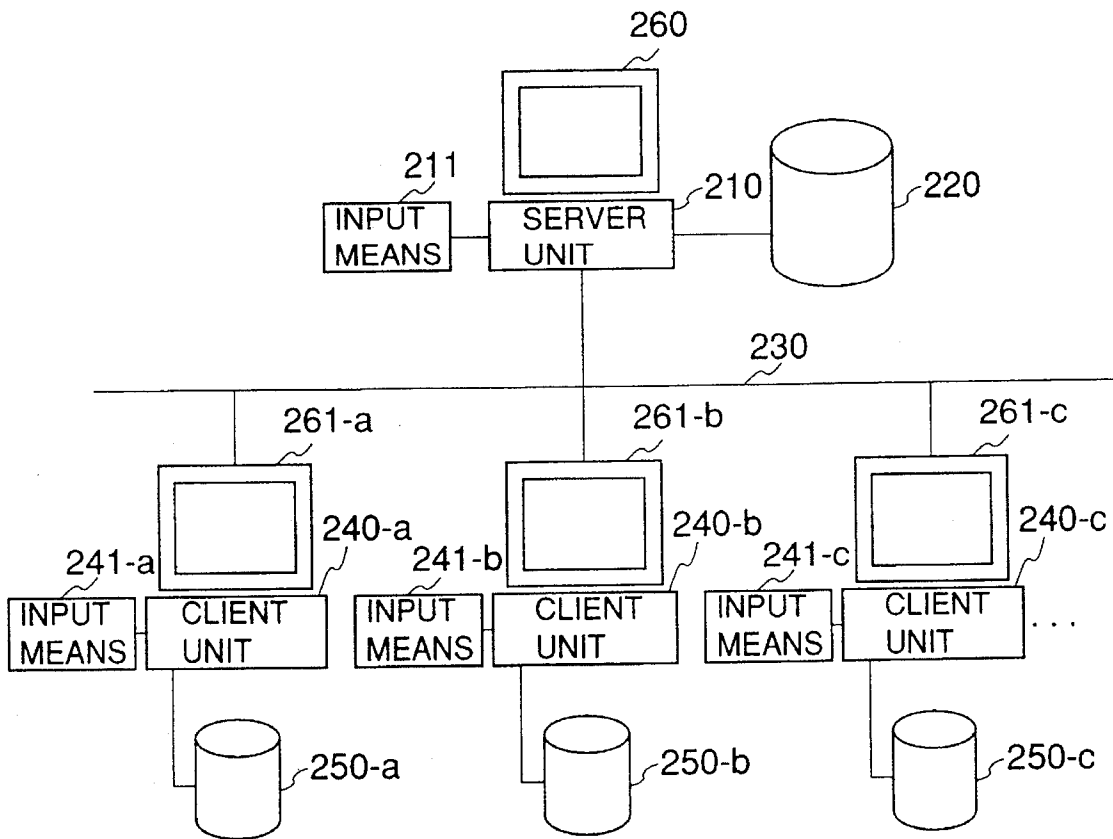 260
211
210
220
INPUT
MEANS
SERVER
UNIT
230
261-a
261-b
261-c
240-a
240-b
240-c
241-a
241-b
241-c
INPUT
MEANS
CLIENT
UNIT
INPUT
MEANS
CLIENT
UNIT
INPUT
MEANS
CLIENT
UNIT
. . .
250-a
250-b
250-c